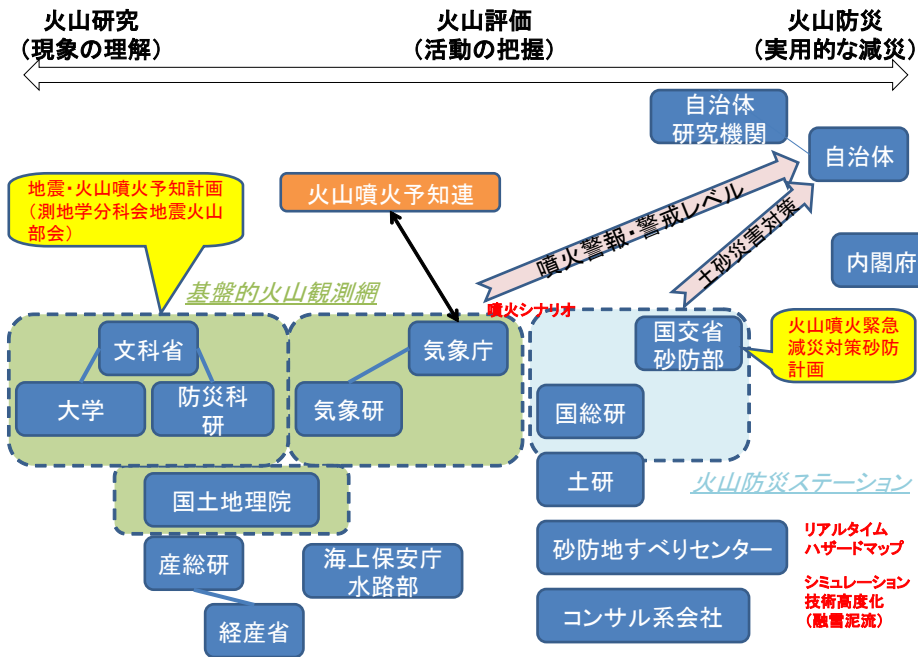 火山研究
(現象の理解)
火山評価
(活動の把握)
火山防災
(実用的な減災)
自治体
研究機関
自治体
地震・火山噴火予知計画
(測地学分科会地震火山
部会)
火山噴火予知連
噴火警報・警戒レベル
土砂災害対策
内閣府
基盤的火山観測網
噴火シナリオ
文科省
大学
防災科
研
気象庁
気象研
国交省
砂防部
火山噴火緊急
減災対策砂防
計画
国総研
国土地理院
土研
火山防災ステーション
産総研
海上保安庁
水路部
経産省
砂防地すべりセンター
リアルタイム
ハザードマップ
コンサル系会社
シミュレーション
技術高度化
(融雪泥流)